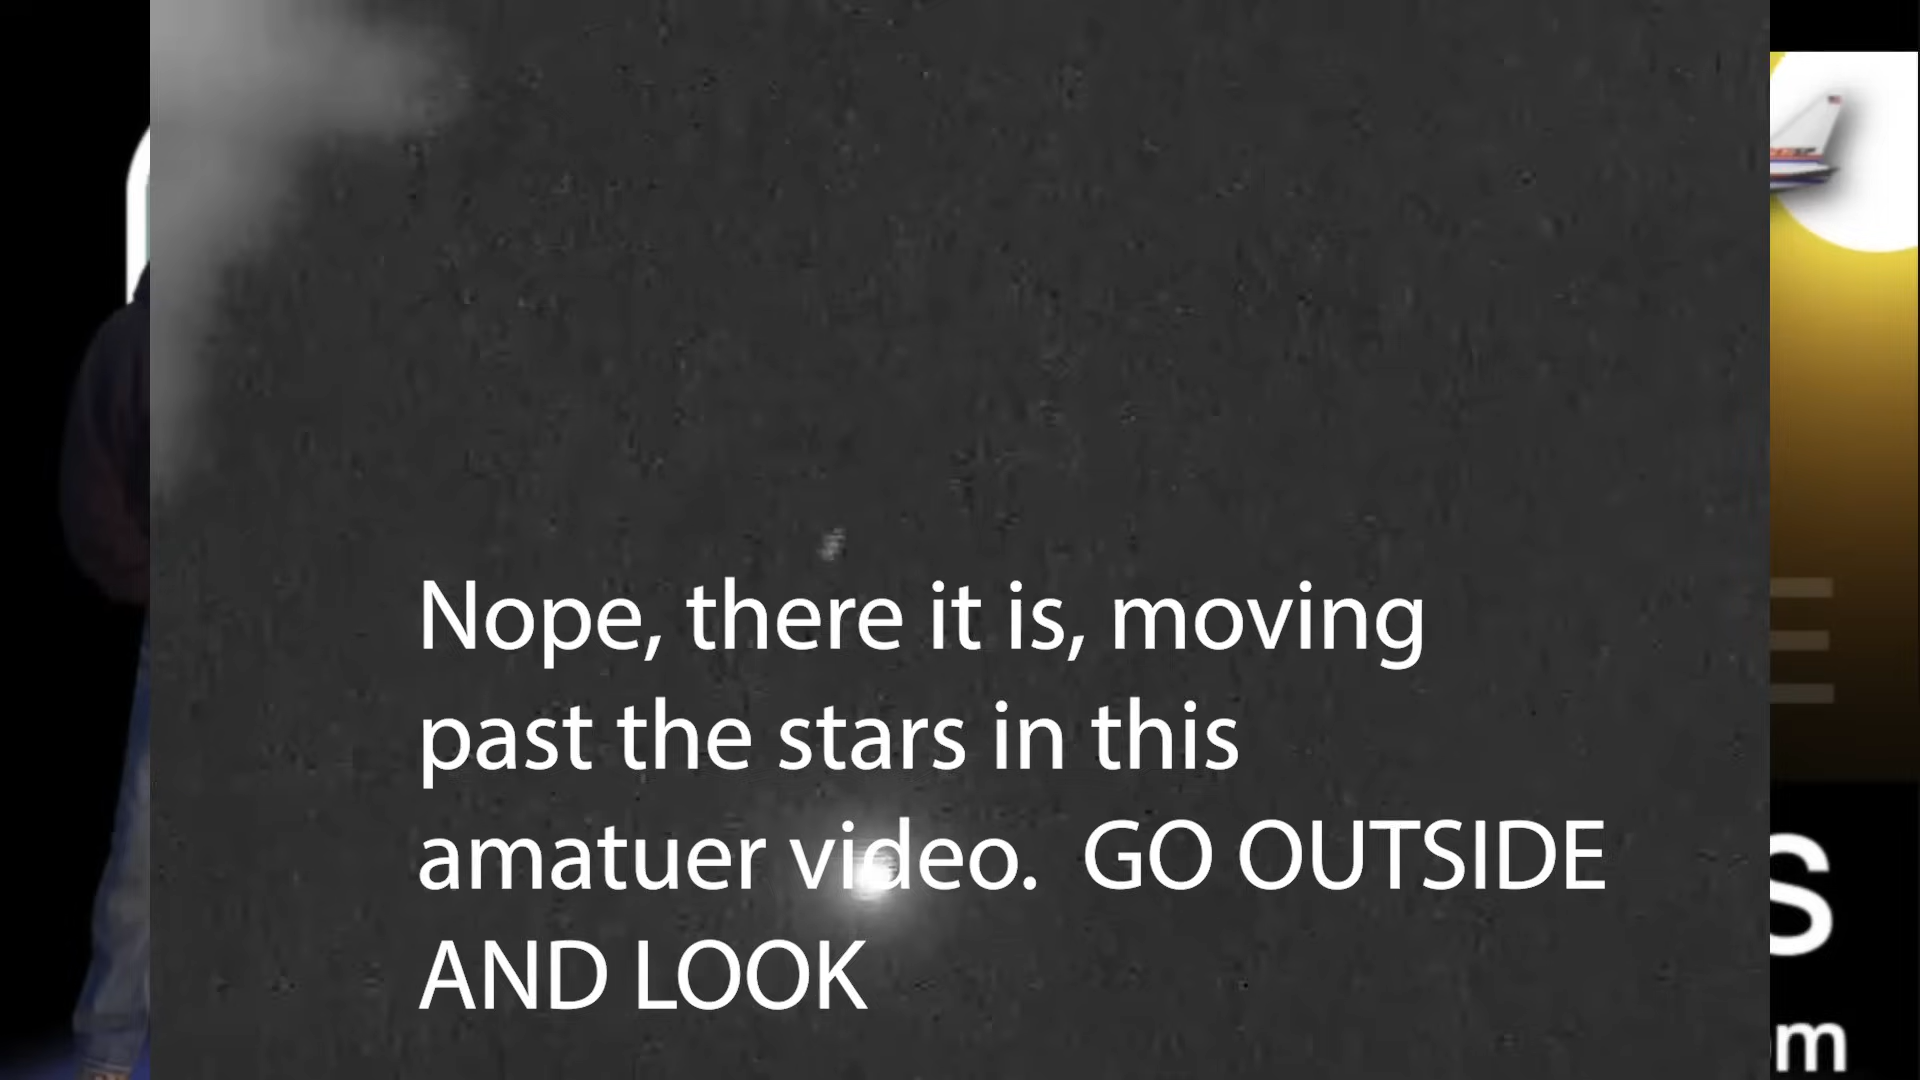 Nope, there it is, moving
past the stars in this
amatuer video.  GO OUTSIDE
AND LOOK
S
m